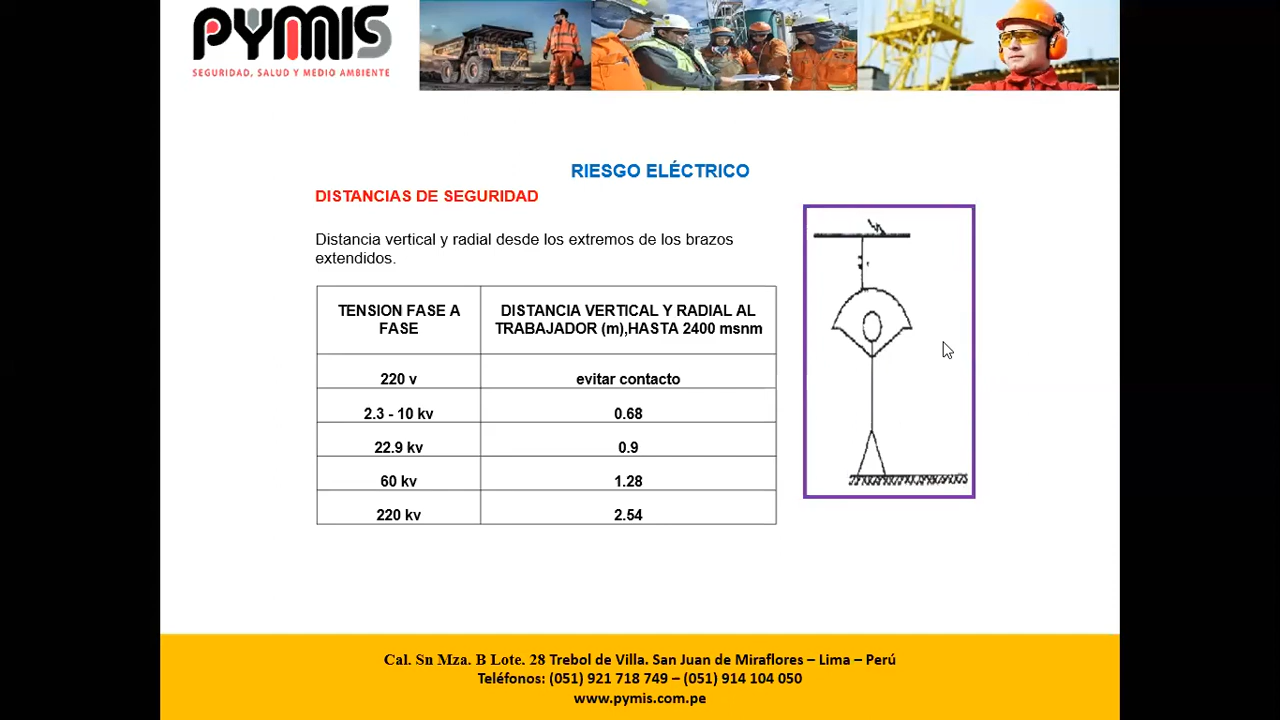 PYMIS
SEGURIDAD, SALUD Y MEDIO AMBIENTE
RIESGO ELÉCTRICO
DISTANCIAS DE SEGURIDAD
Distancia vertical y radial desde los extremos de los brazos
extendidos.
TENSION FASE A
FASE
DISTANCIA VERTICAL Y RADIAL AL
TRABAJADOR (m),HASTA 2400 msnm
220 v
evitar contacto
2.3 - 10 kv
0.68
22.9 kv
0.9
60 kv
1.28
220 kv
2.54
Cal. Sn Mza. B Lote. 28 Trebol de Villa. San Juan de Miraflores – Lima – Perú
Teléfonos: (051) 921 718 749 – (051) 914 104 050
www.pymis.com.pe